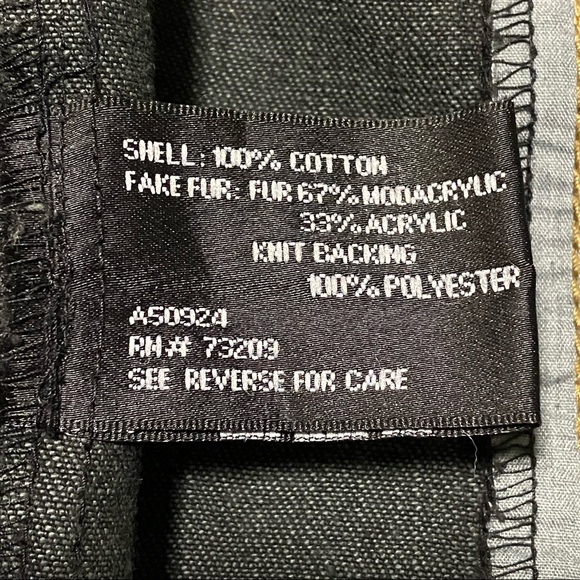 SHELL: 100% COTTON
FAKE FUR: FUR 67% MODACRYLIC
33% ACRYLIC
KNIT BACKING
100% POLYESTER
A50924
RN# 73209
SEE REVERSE FOR CARE